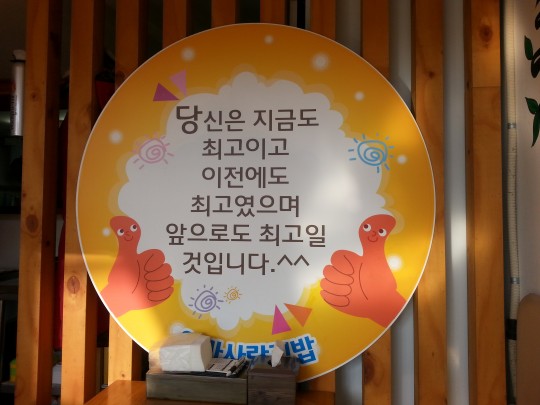 당신은 지금도
최고이고
이전에도
최고였으며
앞으로도 최고일
것입니다.^^